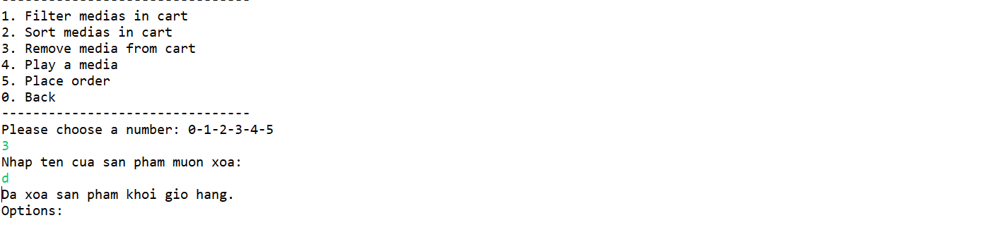 --------------------------------
1. Filter medias in cart
2. Sort medias in cart
3. Remove media from cart
4. Play a media
5. Place order
0. Back
--------------------------------
Please choose a number: 0-1-2-3-4-5
3
Nhap ten cua san pham muon xoa:
d
Da xoa san pham khoi gio hang.
Options: